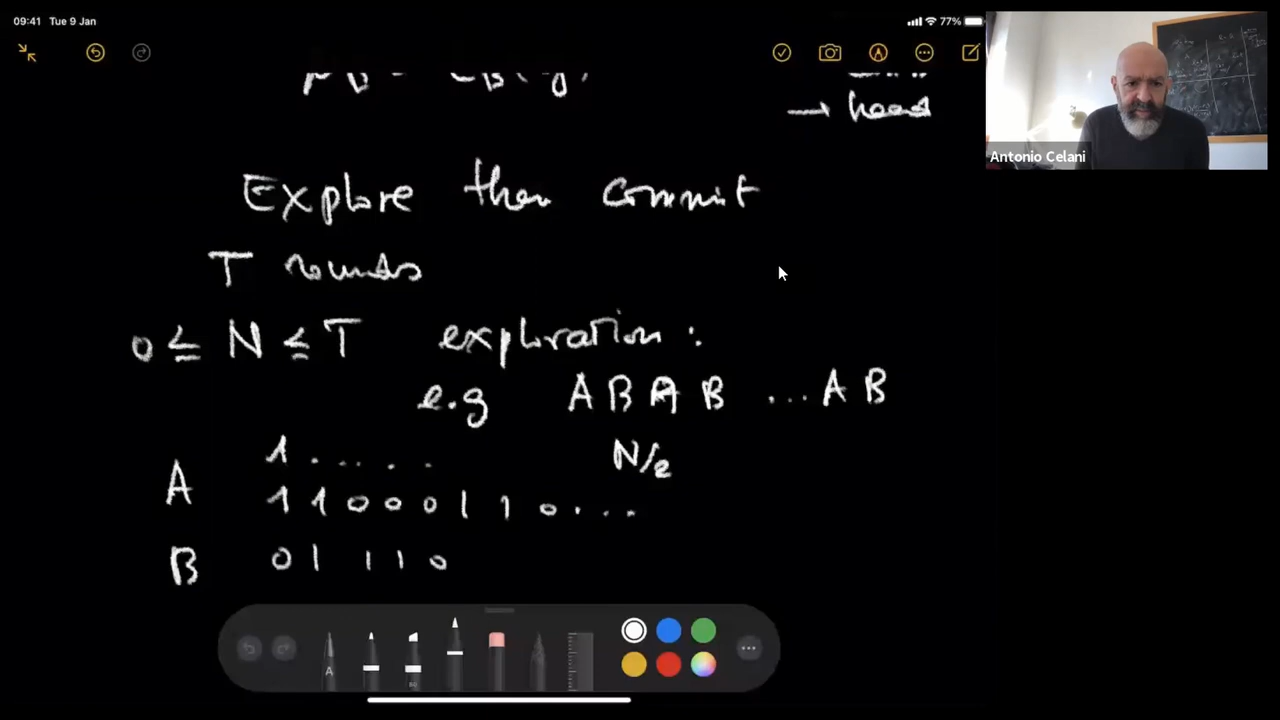 09:41 Tue 9 Jan
77%
→ head
Antonio Celani
Explore then commit
T rounds
0 ≤ N ≤ T exploration :
e.g A B A B ... A B
N/2
A 1 . . . . .
1 1 0 0 0 1 1 0 . . .
B 0 1 1 1 0